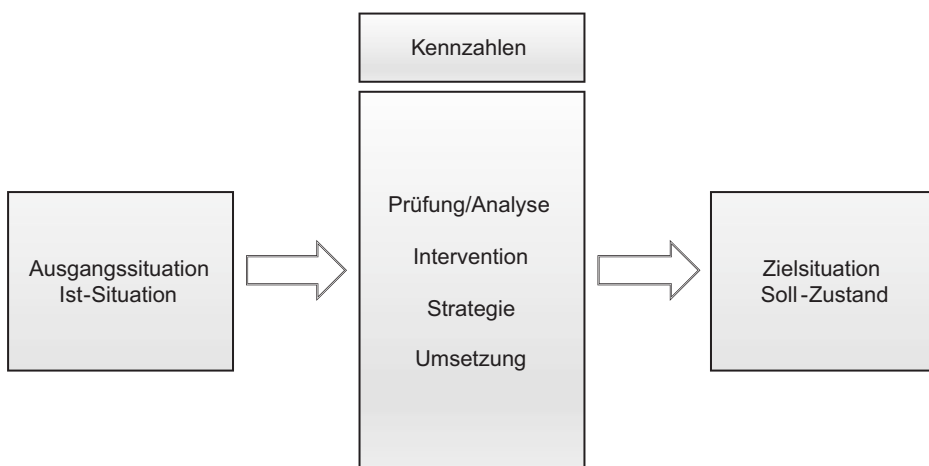 Kennzahlen
Ausgangssituation
Ist-Situation
Prüfung/Analyse
Intervention
Strategie
Umsetzung
Zielsituation
Soll-Zustand